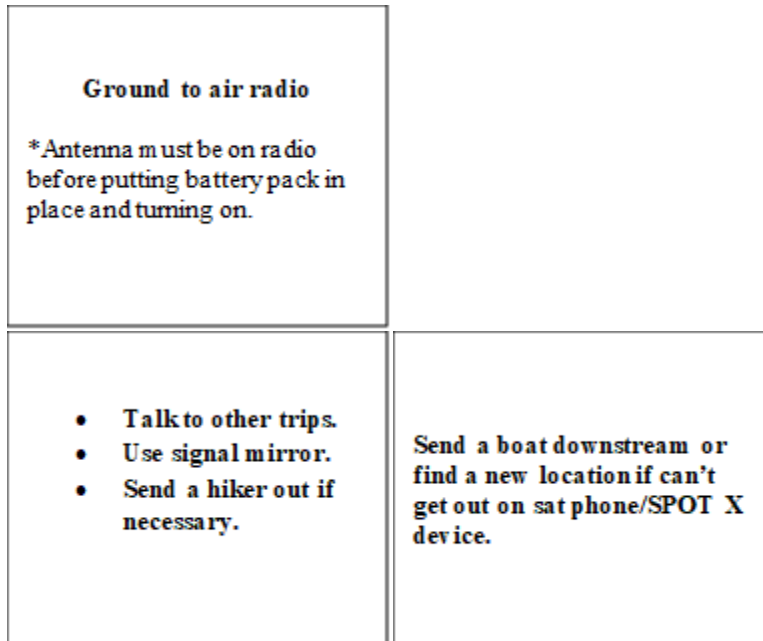 Ground to air radio
*Antenna must be on radio
before putting battery pack in
place and turning on.
• Talk to other trips.
• Use signal mirror.
• Send a hiker out if
necessary.
Send a boat downstream or
find a new location if can't
get out on sat phone/SPOT X
device.